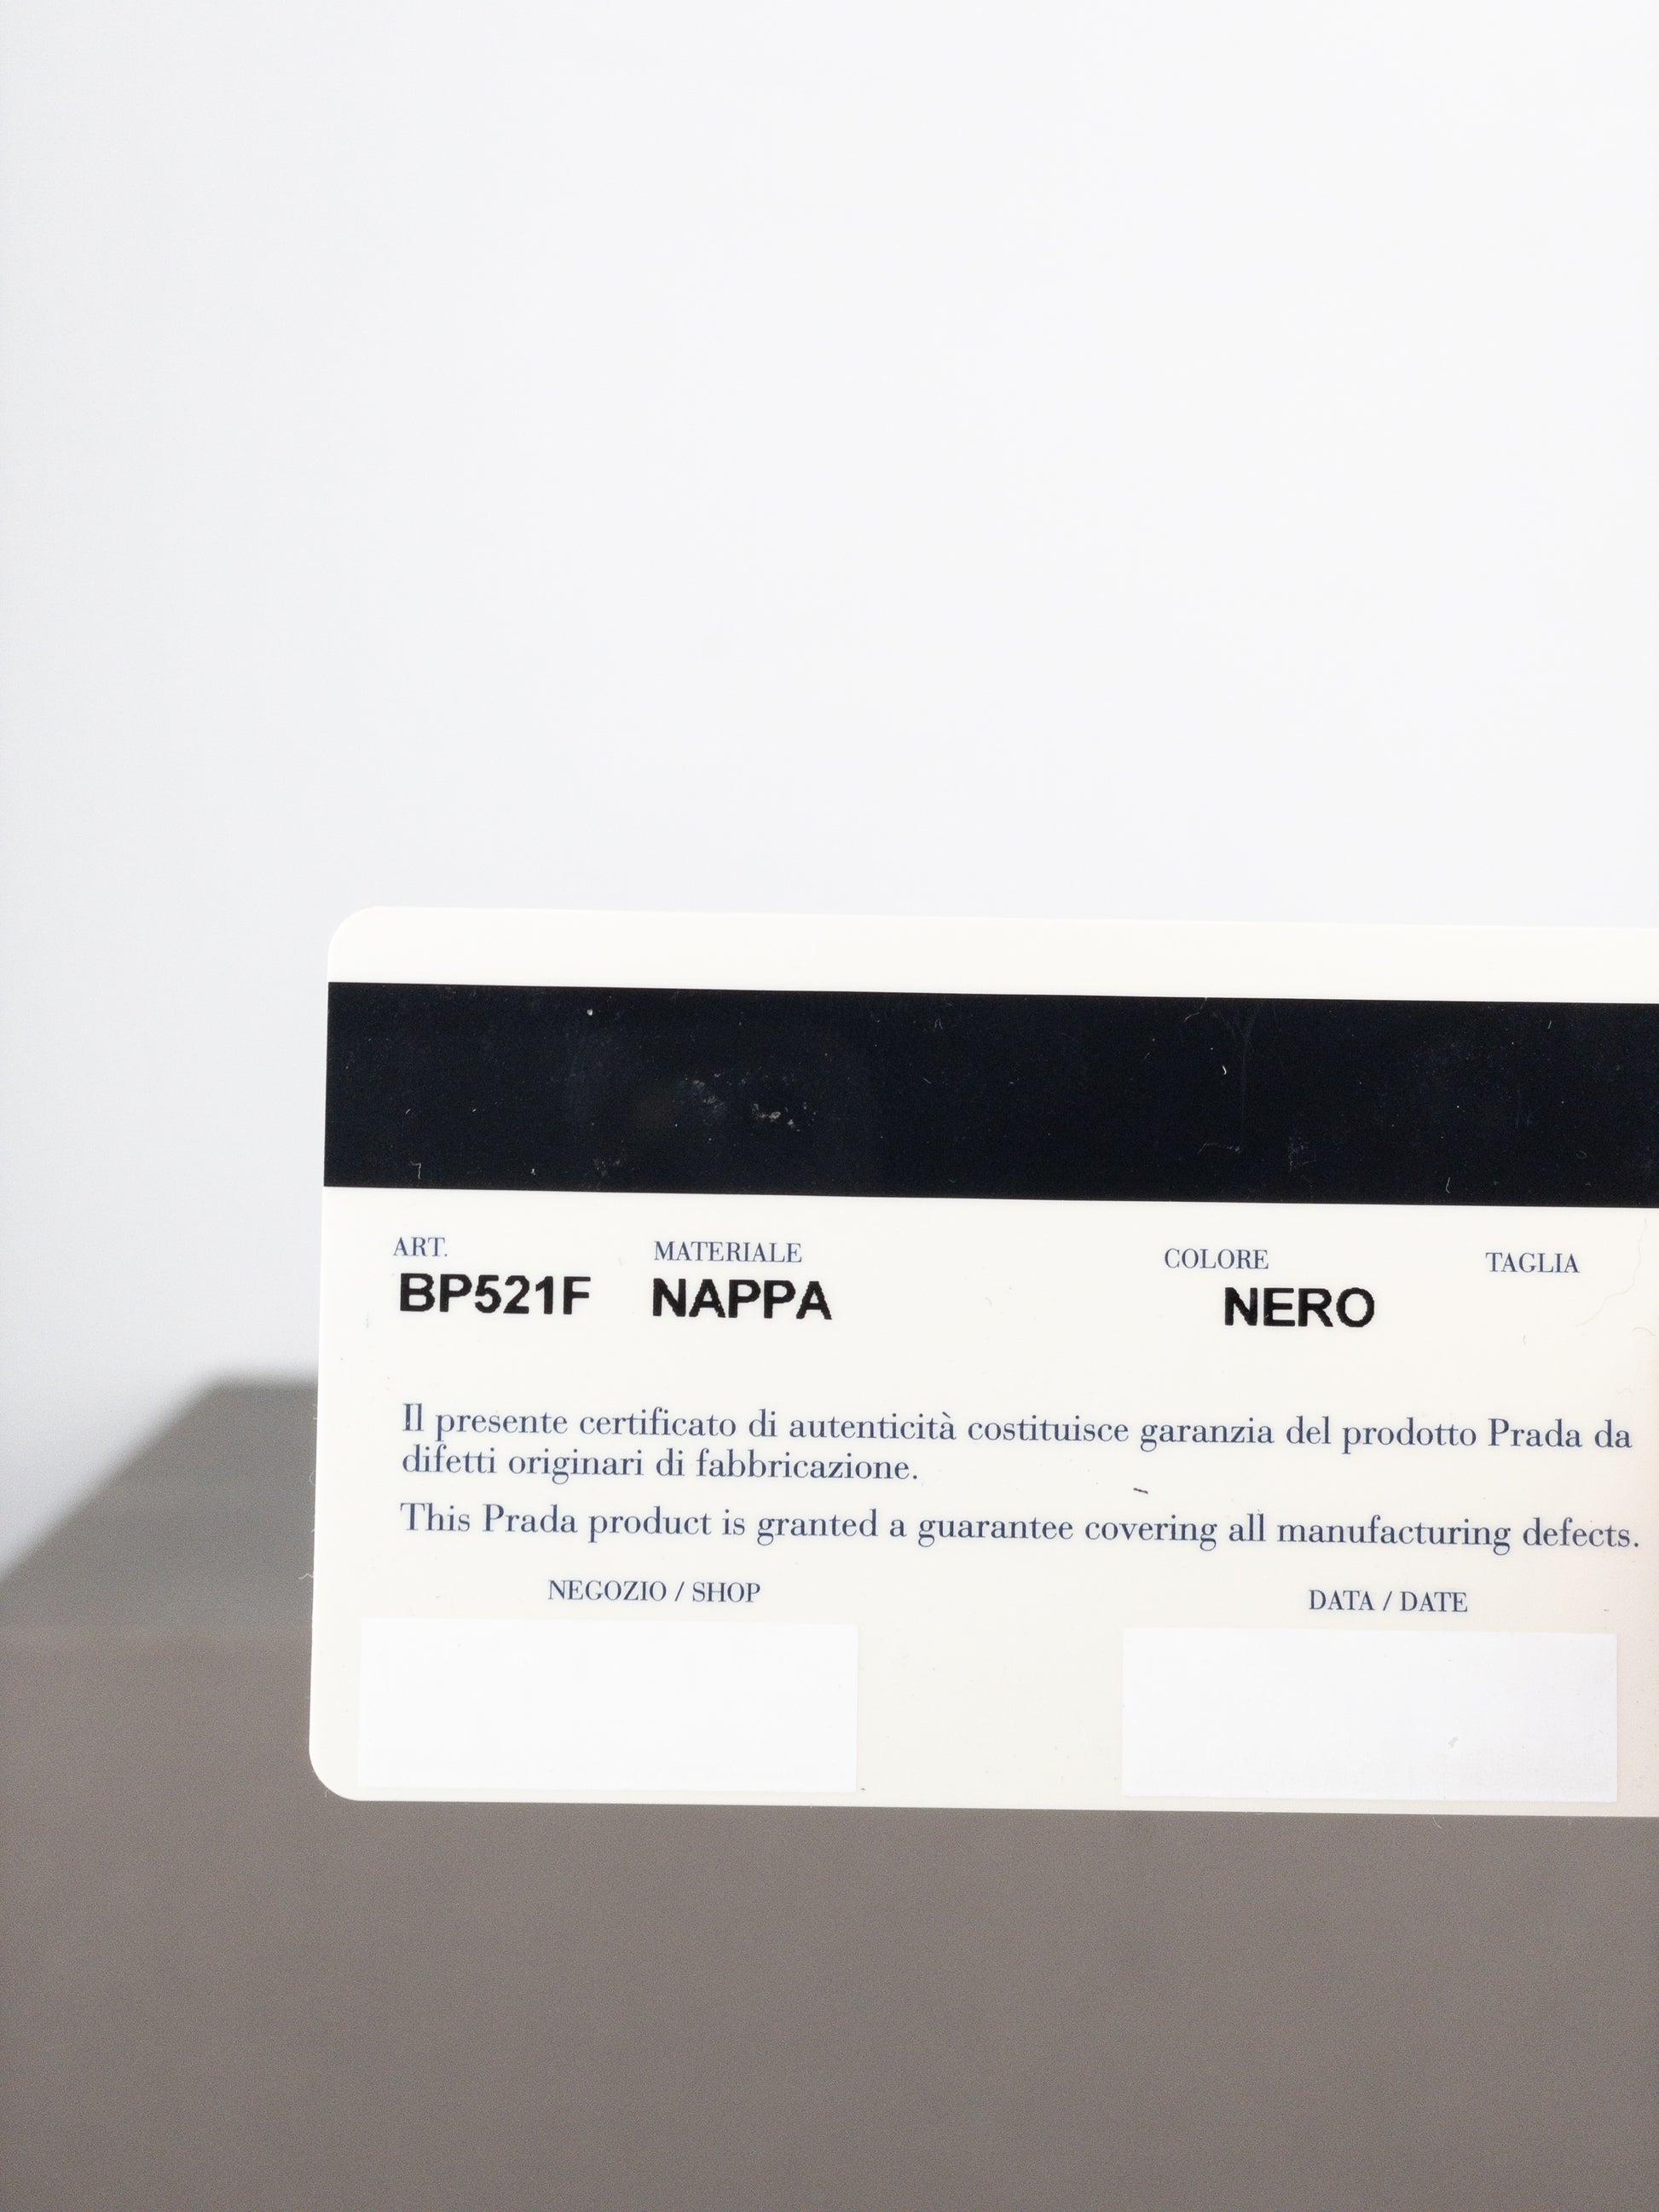 ART. MATERIALE COLORE TAGLIA
BP521F NAPPA NERO
Il presente certificato di autenticità costituisce garanzia del prodotto Prada da
difetti originari di fabbricazione.
This Prada product is granted a guarantee covering all manufacturing defects.
NEGOZIO / SHOP DATA / DATE